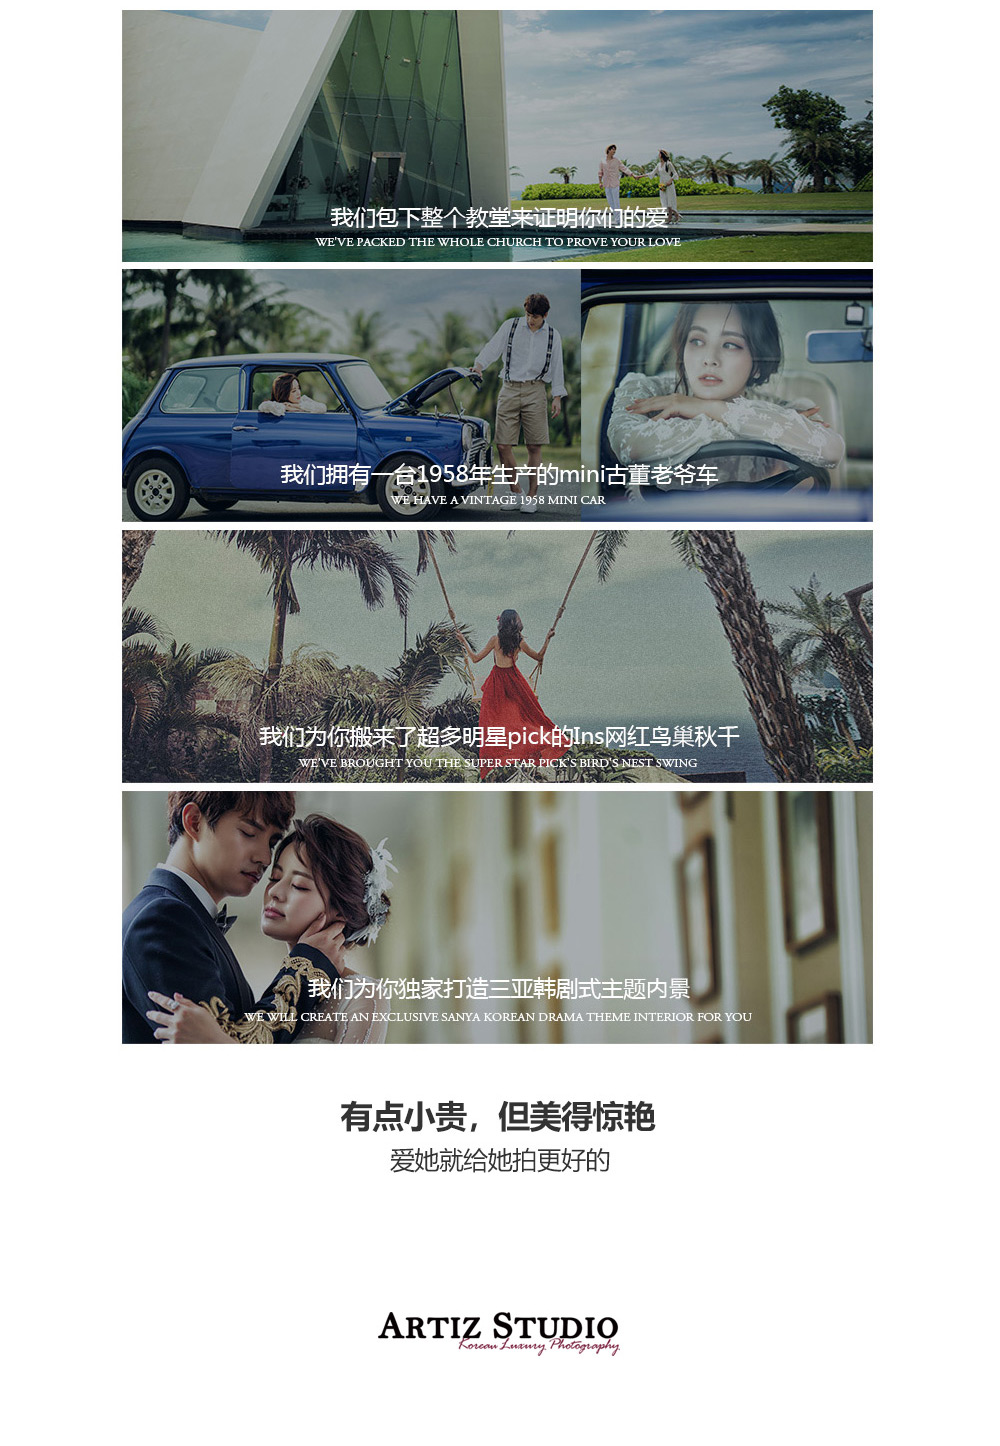 我们包下整个教堂来证明你们的爱
WE'VE PACKED THE WHOLE CHURCH TO PROVE YOUR LOVE
我们拥有一台1958年生产的mini古董老爷车
WE HAVE A VINTAGE 1958 MINI CAR
我们为你搬来了超多明星pick的Ins网红鸟巢秋千
WE'VE BROUGHT YOU THE SUPER STAR PICK'S BIRD'S NEST SWING
我们为你独家打造三亚韩剧式主题内景
WE WILL CREATE AN EXCLUSIVE SANYA KOREAN DRAMA THEME INTERIOR FOR YOU
有点小贵，但美得惊艳
爱她就给她拍更好的
ARTIZ STUDIO
Korean Luxury Photography